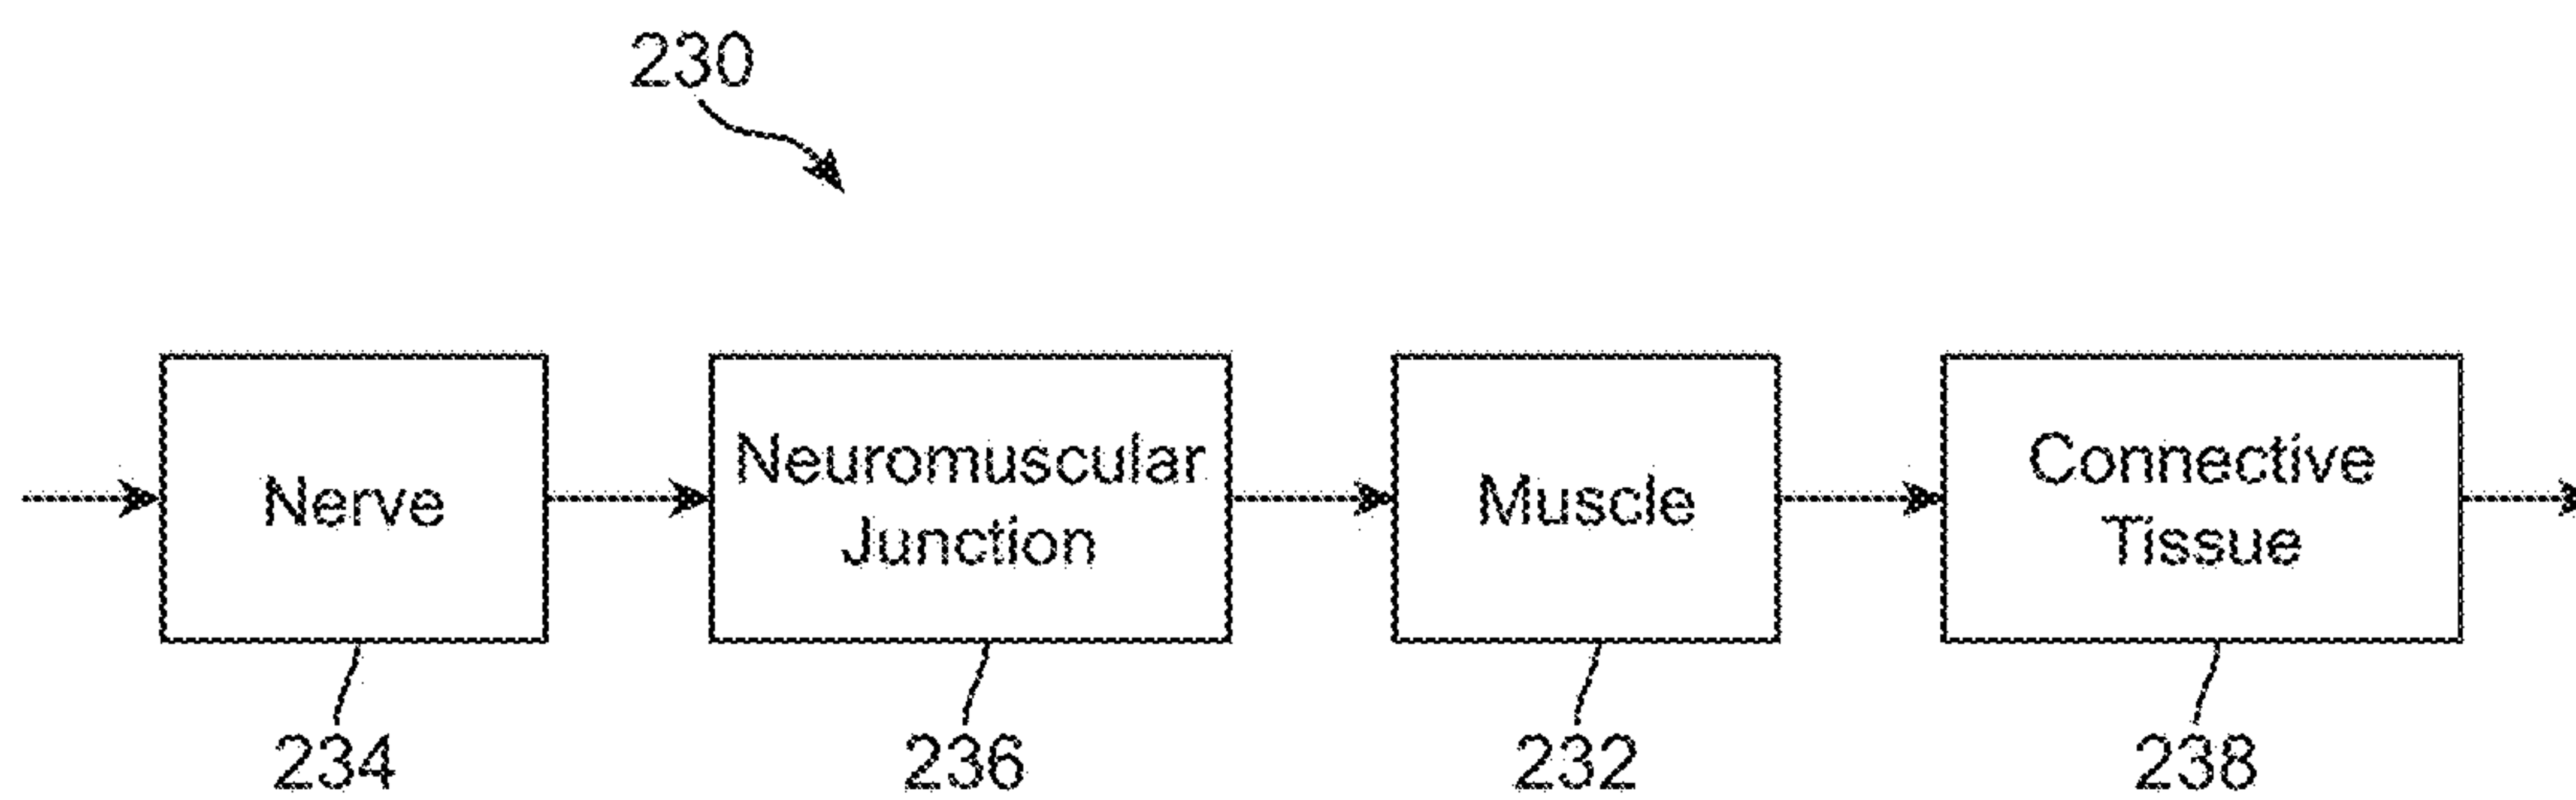 230
Nerve
Neuromuscular
Junction
Muscle
Connective
Tissue
234
236
232
238